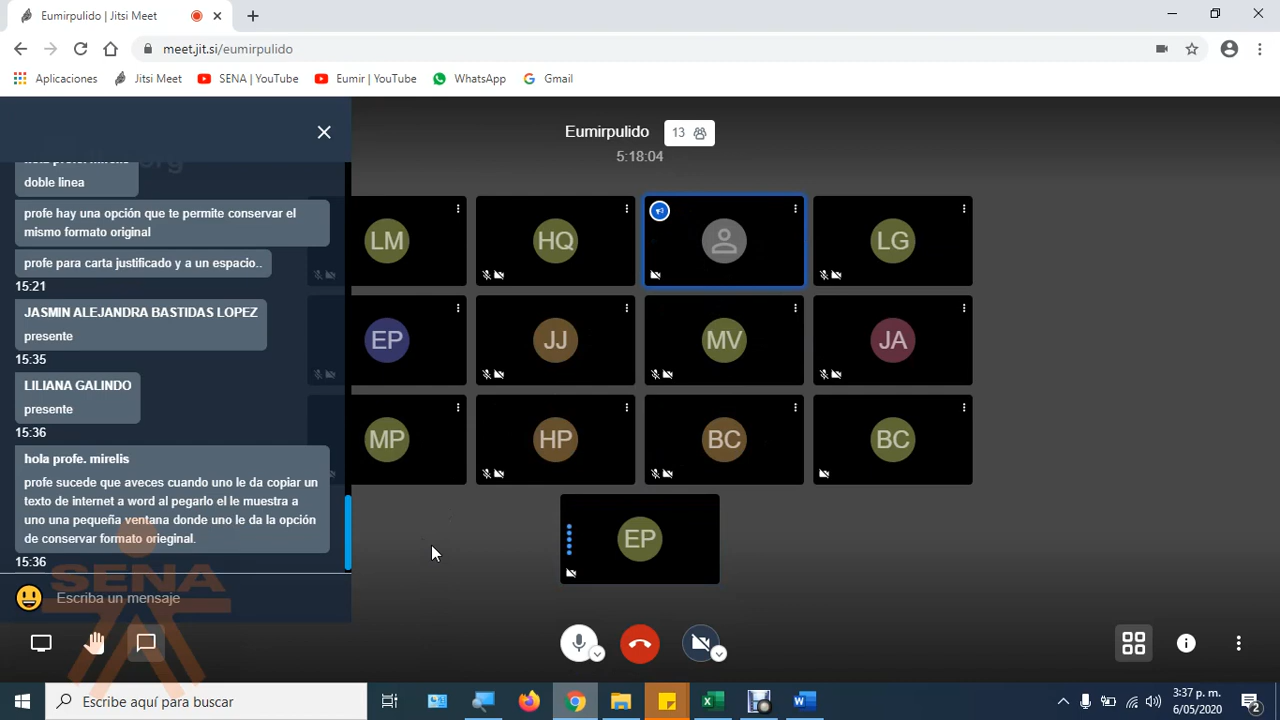 Eumirpulido | Jitsi Meet
meet.jit.si/eumirpulido
Aplicaciones
Jitsi Meet
SENA | YouTube
Eumir | YouTube
WhatsApp
Gmail
Eumirpulido
13
5:18:04
doble linea
profe hay una opción que te permite conservar el
mismo formato original
profe para carta justificado y a un espacio..
15:21
JASMIN ALEJANDRA BASTIDAS LOPEZ
presente
15:35
LILIANA GALINDO
presente
15:36
hola profe. mirelis
profe sucede que aveces cuando uno le da copiar un
texto de internet a word al pegarlo el le muestra a
uno una pequeña ventana donde uno le da la opción
de conservar formato orieginal.
15:36
SENA
Escriba un mensaje
LM
HQ
LG
EP
JJ
MV
JA
MP
HP
BC
BC
EP
Escribe aquí para buscar
3:37 p. m.
6/05/2020
2